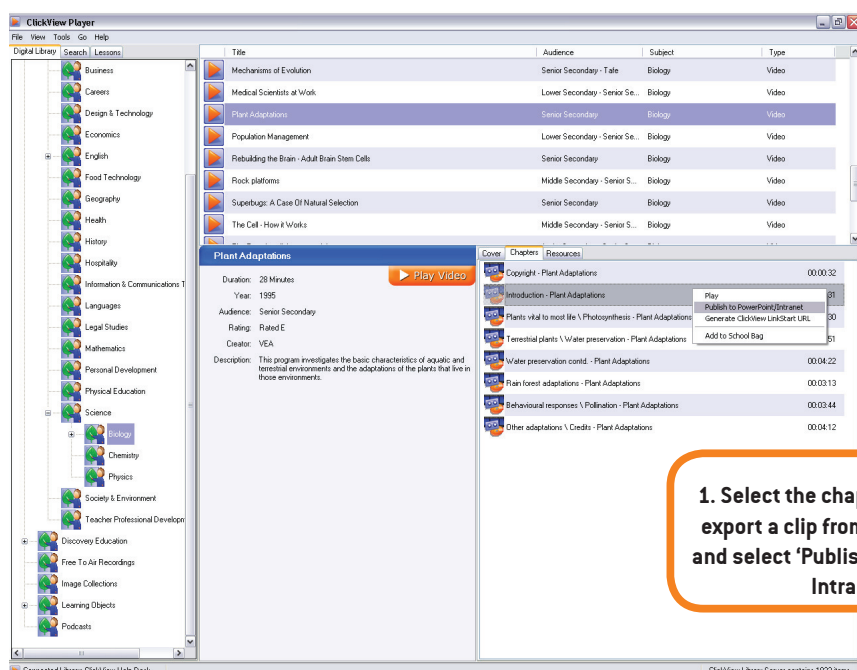 ClickView Player
File View Tools Go Help
Digital Library Search Lessons
Business
Careers
Design & Technology
Economics
English
Food Technology
Geography
Health
History
Hospitality
Information & Communications T
Languages
Legal Studies
Mathematics
Personal Development
Physical Education
Science
Biology
Chemistry
Physics
Society & Environment
Teacher Professional Developm
Discovery Education
Free To Air Recordings
Image Collections
Learning Objects
Podcasts
Title Audience Subject Type
Mechanisms of Evolution Senior Secondary - Tafe Biology Video
Medical Scientists at Work Lower Secondary - Senior Se... Biology Video
Plant Adaptations Senior Secondary Biology Video
Population Management Lower Secondary - Senior Se... Biology Video
Rebuilding the Brain - Adult Brain Stem Cells Senior Secondary Biology Video
Rock platforms Middle Secondary - Senior S... Biology Video
Superbugs: A Case Of Natural Selection Senior Secondary Biology Video
The Cell - How it Works Middle Secondary - Senior S... Biology Video
Plant Adaptations
Play Video
Duration: 28 Minutes
Year: 1995
Audience: Senior Secondary
Rating: Rated E
Creator: VEA
Description: This program investigates the basic characteristics of aquatic and
terrestrial environments and the adaptations of the plants that live in
those environments.
Cover Chapters Resources
Copyright - Plant Adaptations 00:00:32
Introduction - Plant Adaptations 31
Plants vital to most life \ Photosynthesis - Plant Adaptations 30
Terrestrial plants \ Water preservation - Plant Adaptations 51
Water preservation contd. - Plant Adaptations 00:04:22
Rain forest adaptations - Plant Adaptations 00:03:13
Behavioural responses \ Pollination - Plant Adaptations 00:03:44
Other adaptations \ Credits - Plant Adaptations 00:04:12
Play
Publish to PowerPoint/Intranet
Generate ClickView LinkStart URL
Add to School Bag
1. Select the chap
export a clip from
and select ‘Publis
Intra